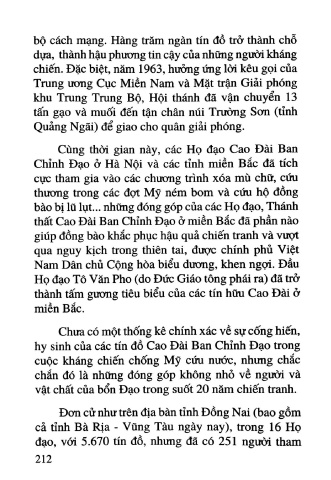 bộ cách mạng. Hàng trăm ngàn tín đồ trở thành chỗ
dựa, thành hậu phương tin cậy của những người kháng
chiến. Đặc biệt, năm 1963, hưởng ứng lời kêu gọi của
Trung ương Cục Miền Nam và Mặt trận Giải phóng
khu Trung Trung Bộ, Hội thánh đã vận chuyển 13
tấn gạo và muối đến tận chân núi Trường Sơn (tỉnh
Quảng Ngãi) để giao cho quân giải phóng.
Cùng thời gian này, các Họ đạo Cao Đài Ban
Chỉnh Đạo ở Hà Nội và các tỉnh miền Bắc đã tích
cực tham gia vào các chương trình xóa mù chữ, cứu
thương trong các đợt Mỹ ném bom và cứu hộ đồng
bào bị lũ lụt... những đóng góp của các Họ đạo, Thánh
thất Cao Đài Ban Chỉnh Đạo ở miền Bắc đã phần nào
giúp đồng bào khắc phục hậu quả chiến tranh và vượt
qua nguy kịch trong thiên tai, được chính phủ Việt
Nam Dân chủ Cộng hòa biểu dương, khen ngợi. Đầu
Họ đạo Tô Văn Pho (do Đức Giáo tông phái ra) đã trở
thành tấm gương tiêu biểu của các tín hữu Cao Đài ở
miền Bắc.
Chưa có một thống kê chính xác về sự cống hiến,
hy sinh của các tín đồ Cao Đài Ban Chỉnh Đạo trong
cuộc kháng chiến chống Mỹ cứu nước, nhưng chắc
chắn đó là những đóng góp không nhỏ về người và
vật chất của bổn Đạo trong suốt 20 năm chiến tranh.
Đơn cử như trên địa bàn tỉnh Đồng Nai (bao gồm
cả tỉnh Bà Rịa - Vũng Tàu ngày nay), trong 16 Họ
đạo, với 5.670 tín đồ, nhưng đã có 251 người tham
212